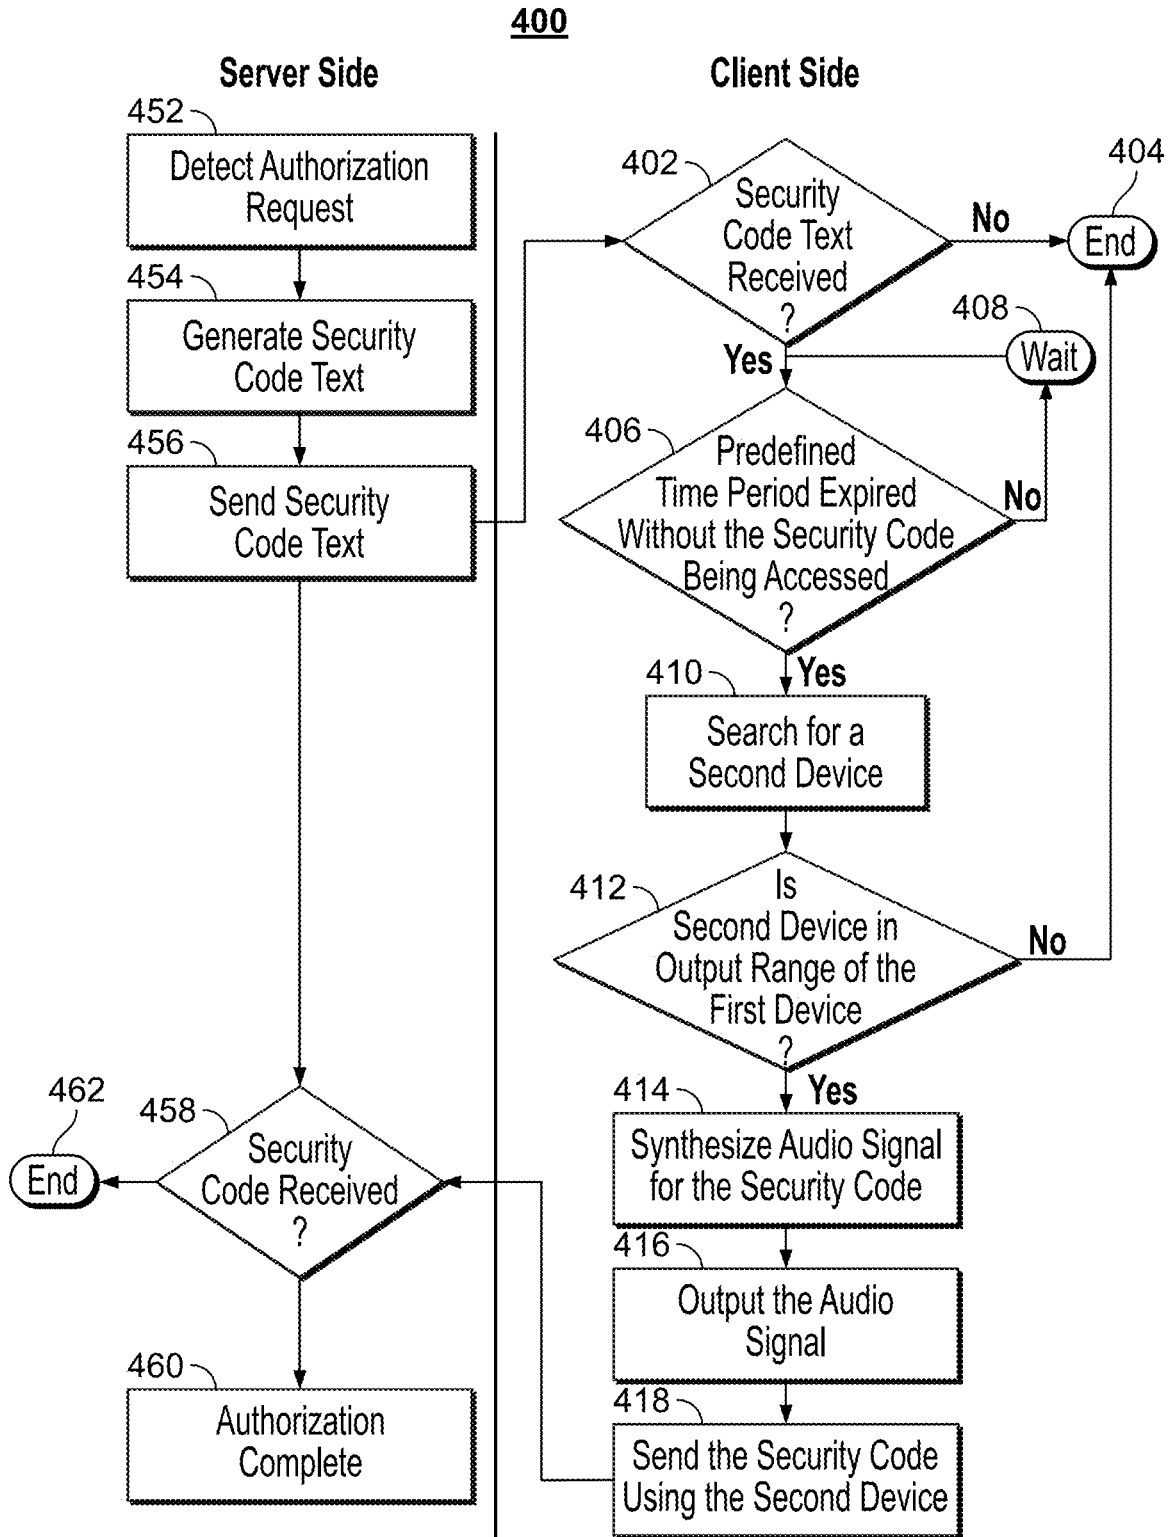 400
Server Side
452
Detect Authorization
Request
454
Generate Security
Code Text
456
Send Security
Code Text
458
Security
Code Received
?
462
End
460
Authorization
Complete
Client Side
402
Security
Code Text
Received
?
No
404
End
Yes
408
Wait
406
Predefined
Time Period Expired
Without the Security Code
Being Accessed
?
No
Yes
410
Search for a
Second Device
412
Is
Second Device in
Output Range of the
First Device
?
No
Yes
414
Synthesize Audio Signal
for the Security Code
416
Output the Audio
Signal
418
Send the Security Code
Using the Second Device